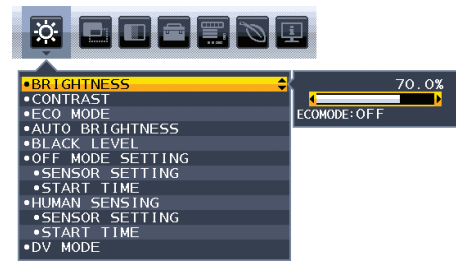 •BRIGHTNESS
•CONTRAST
•ECO MODE
•AUTO BRIGHTNESS
•BLACK LEVEL
•OFF MODE SETTING
•SENSOR SETTING
•START TIME
•HUMAN SENSING
•SENSOR SETTING
•START TIME
•DV MODE
70.0%
ECOMODE:OFF